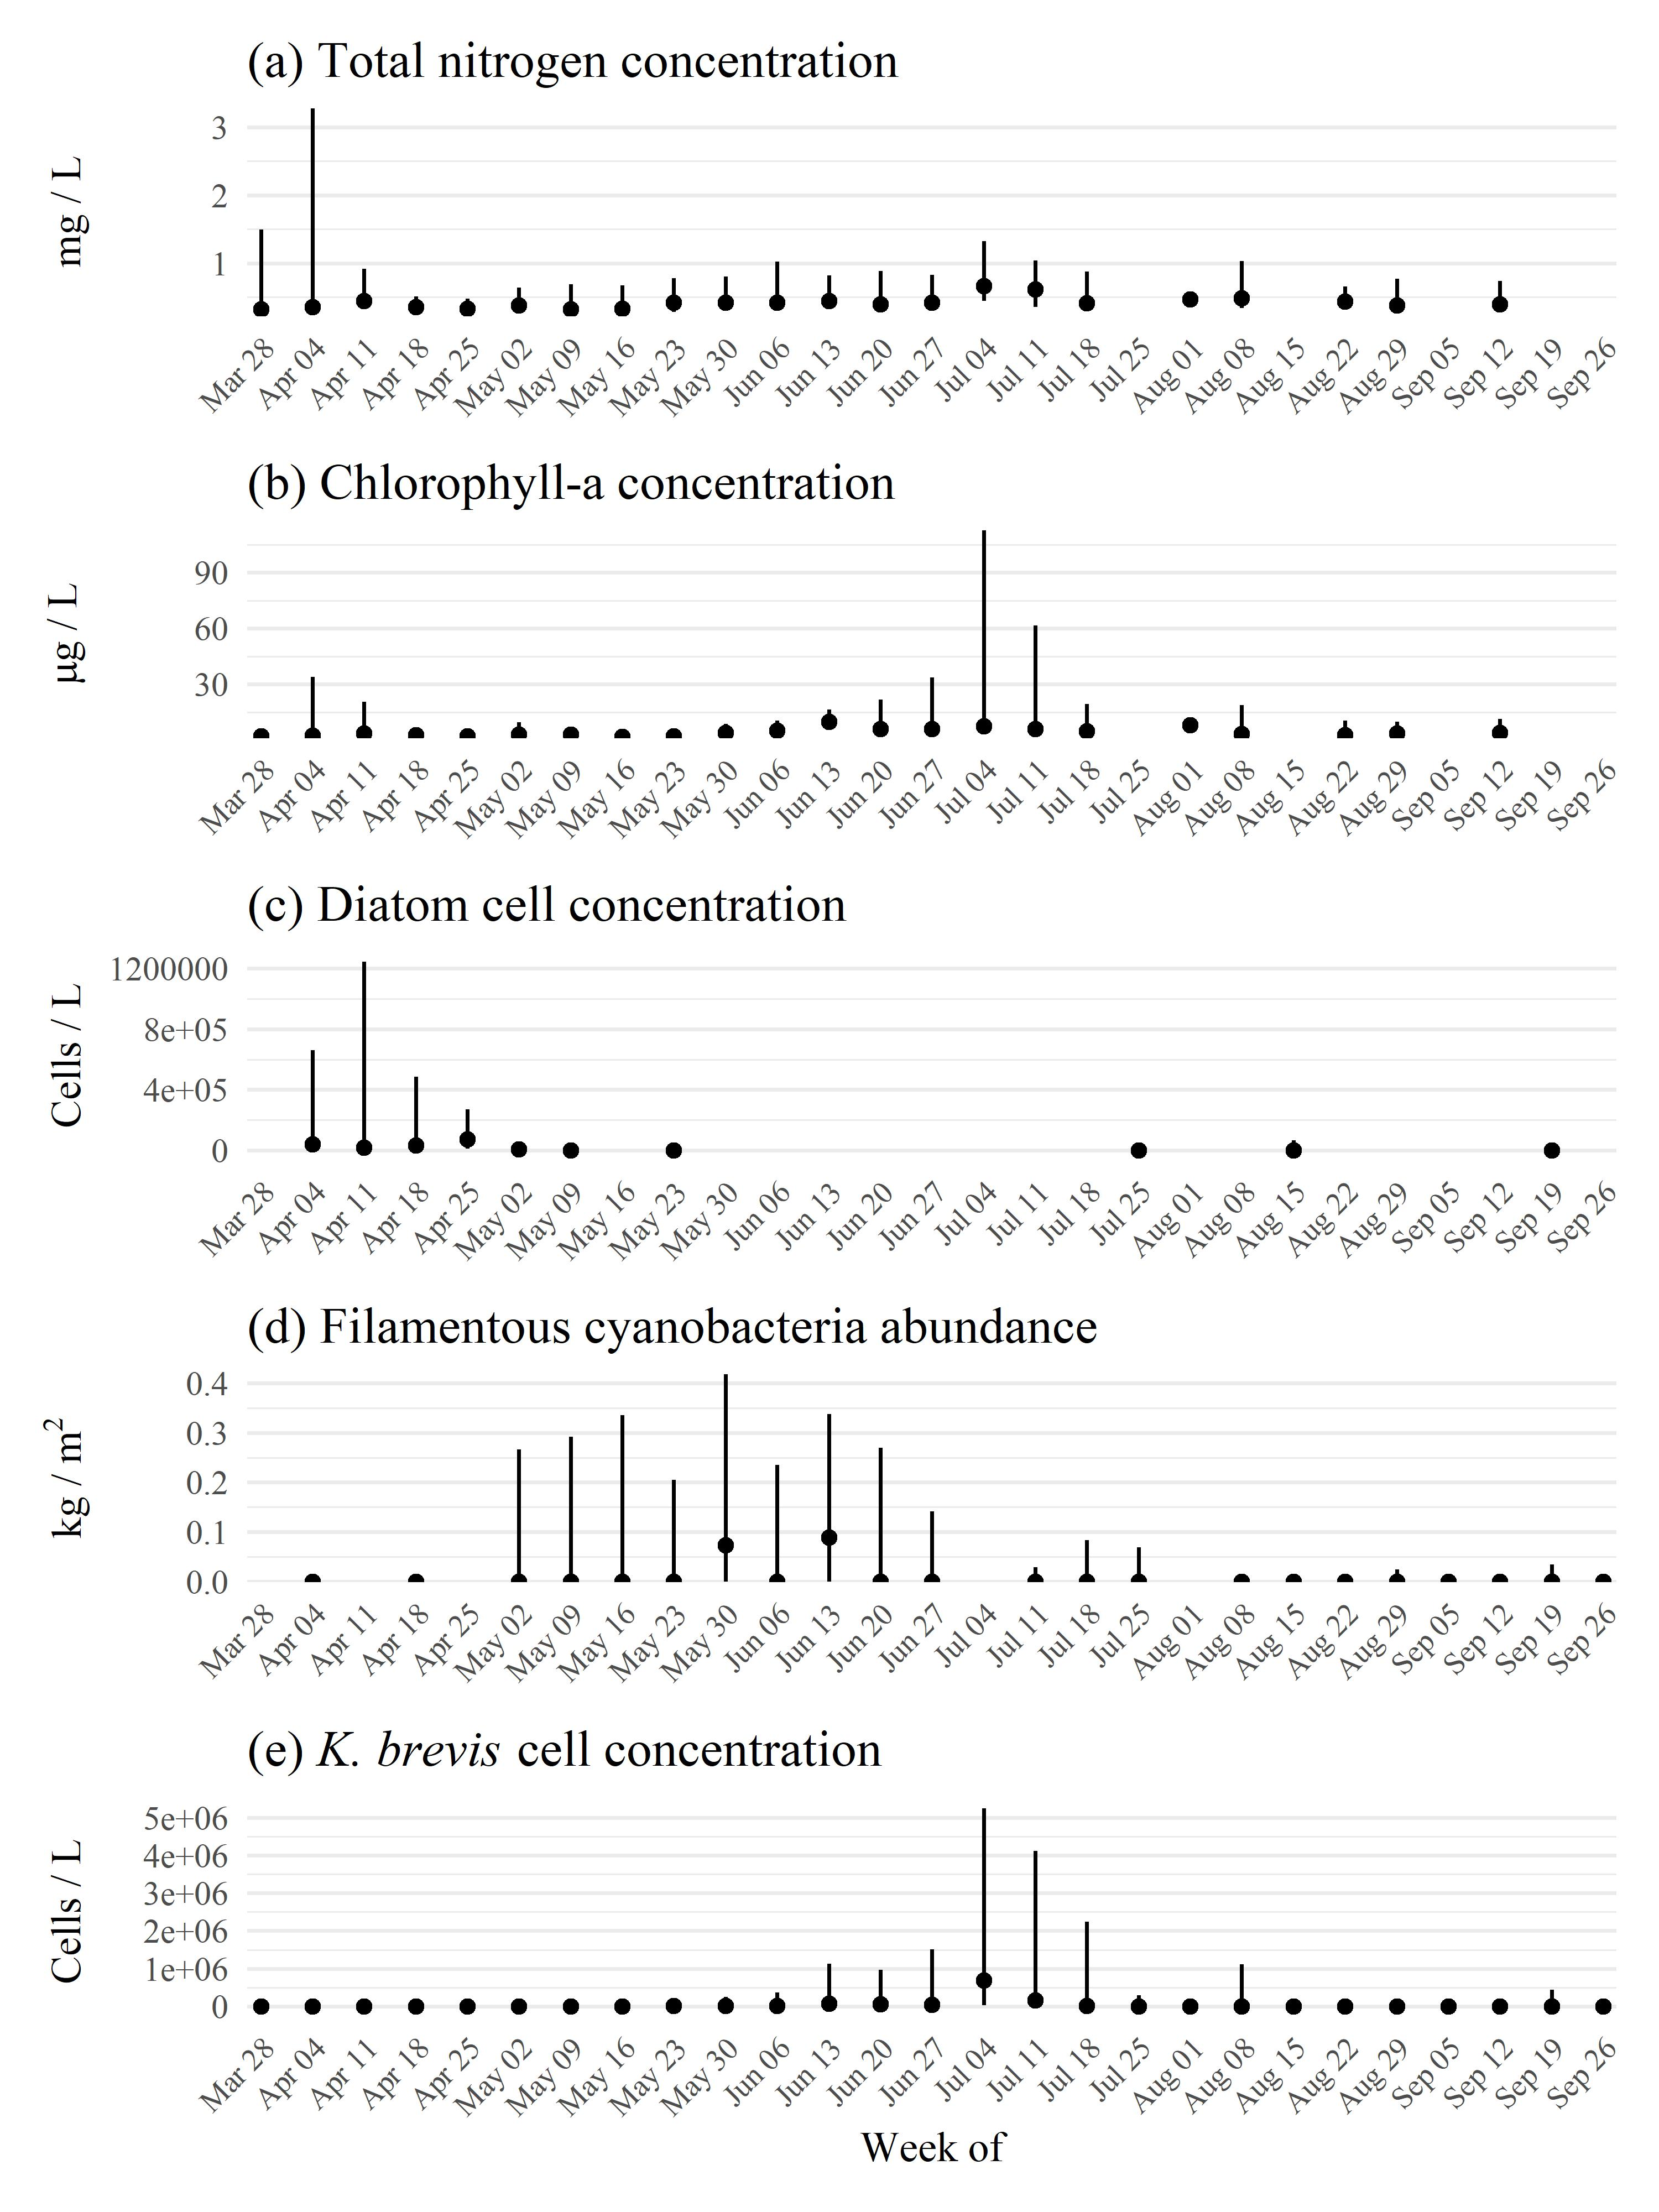 (a) Total nitrogen concentration
mg / L
3
2
1
Mar 28 Apr 04 Apr 11 Apr 18 Apr 25 May 02 May 09 May 16 May 23 May 30 Jun 06 Jun 13 Jun 20 Jun 27 Jul 04 Jul 11 Jul 18 Jul 25 Aug 01 Aug 08 Aug 15 Aug 22 Aug 29 Sep 05 Sep 12 Sep 19 Sep 26
(b) Chlorophyll-a concentration
µg / L
90
60
30
Mar 28 Apr 04 Apr 11 Apr 18 Apr 25 May 02 May 09 May 16 May 23 May 30 Jun 06 Jun 13 Jun 20 Jun 27 Jul 04 Jul 11 Jul 18 Jul 25 Aug 01 Aug 08 Aug 15 Aug 22 Aug 29 Sep 05 Sep 12 Sep 19 Sep 26
(c) Diatom cell concentration
Cells / L
1200000
8e+05
4e+05
0
Mar 28 Apr 04 Apr 11 Apr 18 Apr 25 May 02 May 09 May 16 May 23 May 30 Jun 06 Jun 13 Jun 20 Jun 27 Jul 04 Jul 11 Jul 18 Jul 25 Aug 01 Aug 08 Aug 15 Aug 22 Aug 29 Sep 05 Sep 12 Sep 19 Sep 26
(d) Filamentous cyanobacteria abundance
kg / m²
0.4
0.3
0.2
0.1
0.0
Mar 28 Apr 04 Apr 11 Apr 18 Apr 25 May 02 May 09 May 16 May 23 May 30 Jun 06 Jun 13 Jun 20 Jun 27 Jul 04 Jul 11 Jul 18 Jul 25 Aug 01 Aug 08 Aug 15 Aug 22 Aug 29 Sep 05 Sep 12 Sep 19 Sep 26
(e) K. brevis cell concentration
Cells / L
5e+06
4e+06
3e+06
2e+06
1e+06
0
Mar 28 Apr 04 Apr 11 Apr 18 Apr 25 May 02 May 09 May 16 May 23 May 30 Jun 06 Jun 13 Jun 20 Jun 27 Jul 04 Jul 11 Jul 18 Jul 25 Aug 01 Aug 08 Aug 15 Aug 22 Aug 29 Sep 05 Sep 12 Sep 19 Sep 26
Week of